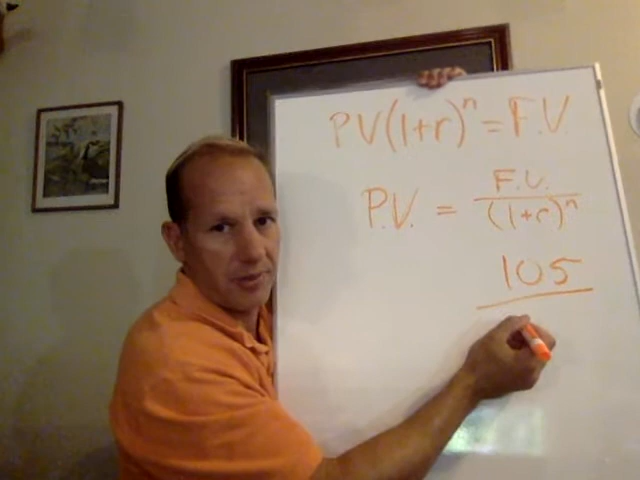 PV(1+r)^n = F.V.
P.V. = F.V. / (1+r)^n
105